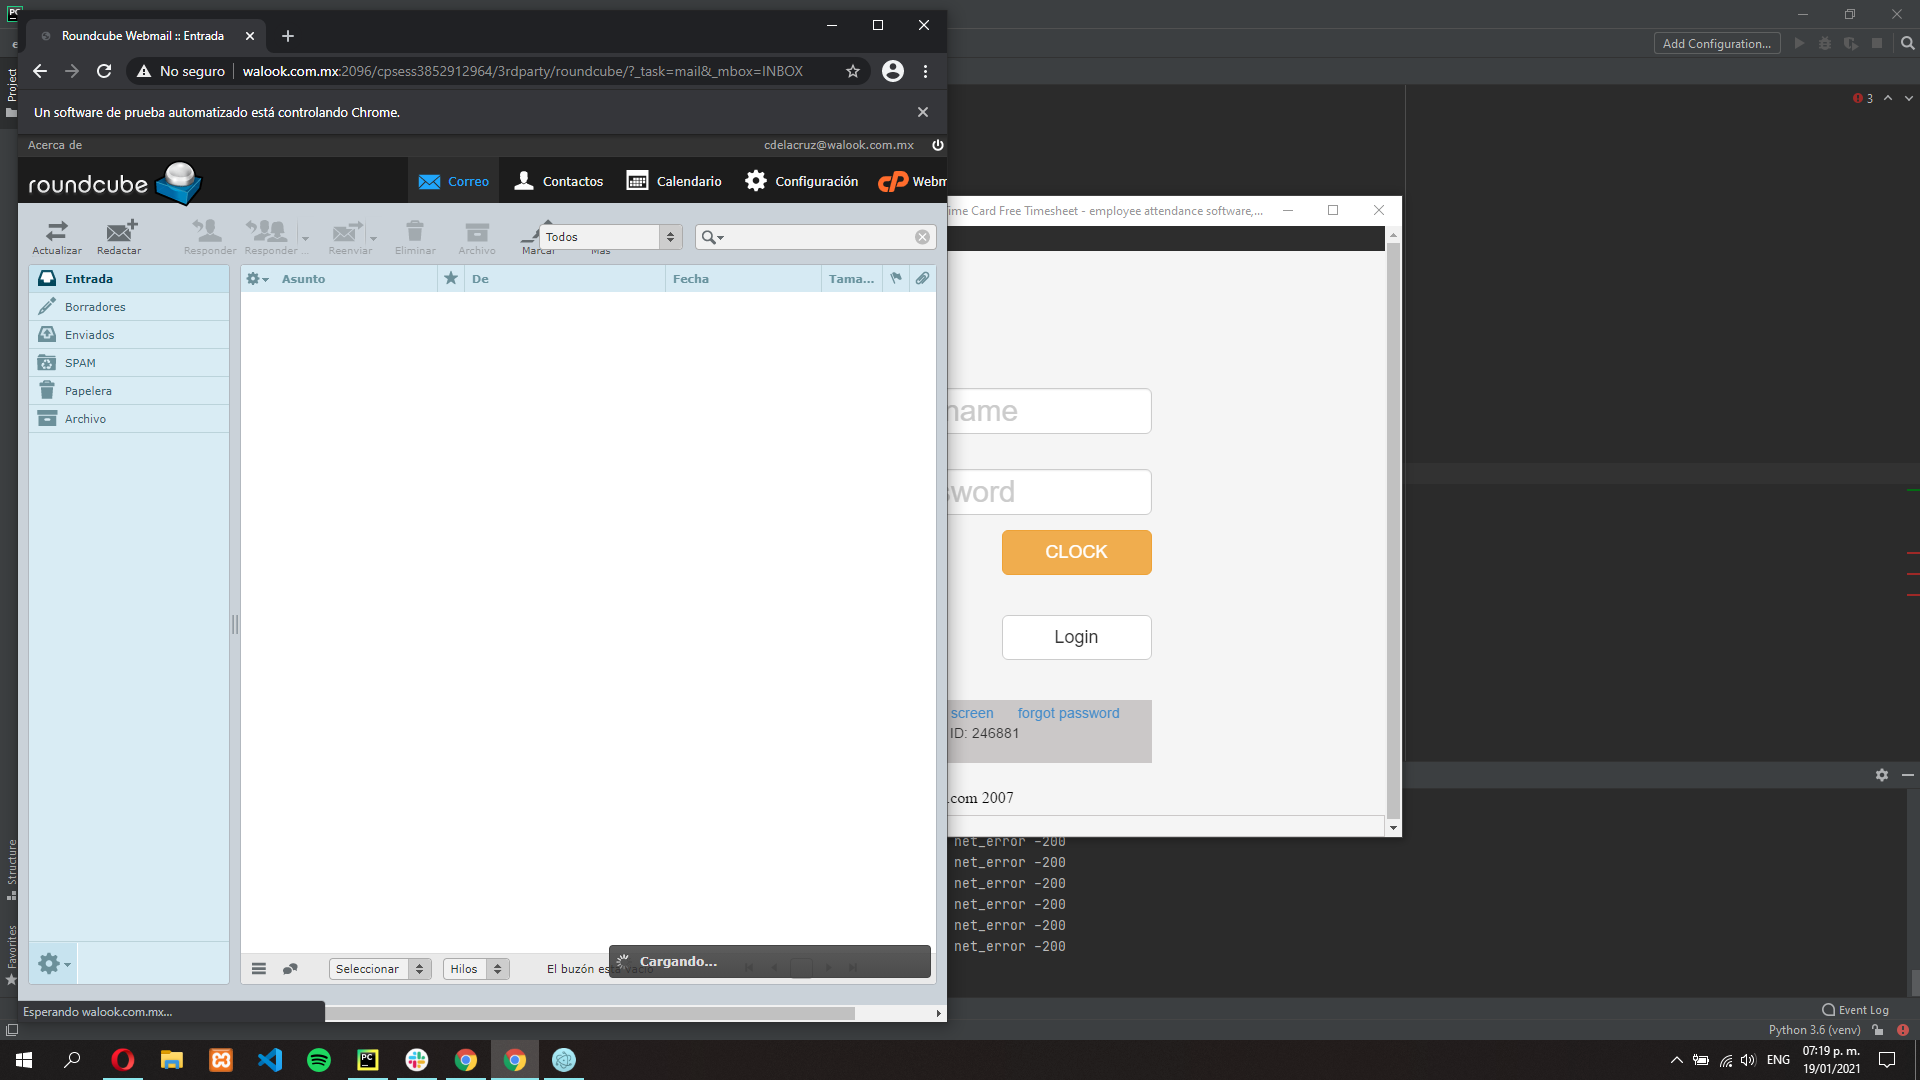 Roundcube Webmail :: Entrada
No seguro
walook.com.mx:2096/cpsess3852912964/3rdparty/roundcube/?_task=mail&_mbox=INBOX
Un software de prueba automatizado está controlando Chrome.
Acerca de
cdelacruz@walook.com.mx
roundcube
Correo
Contactos
Calendario
Configuración
cP Webm
Actualizar
Redactar
Responder
Responder ...
Reenviar
Eliminar
Archivo
Marcar
Más
Todos
Entrada
Borradores
Enviados
SPAM
Papelera
Archivo
Asunto
De
Fecha
Tama...
Seleccionar
Hilos
El buzón está vacío
Cargando...
Esperando walook.com.mx...
ime Card Free Timesheet - employee attendance software,...
name
sword
CLOCK
Login
screen
forgot password
ID: 246881
.com 2007
PC
Add Configuration...
3
Project
Structure
Favorites
net_error -200
net_error -200
net_error -200
net_error -200
net_error -200
net_error -200
Event Log
Python 3.6 (venv)
PC
ENG
07:19 p. m.
19/01/2021